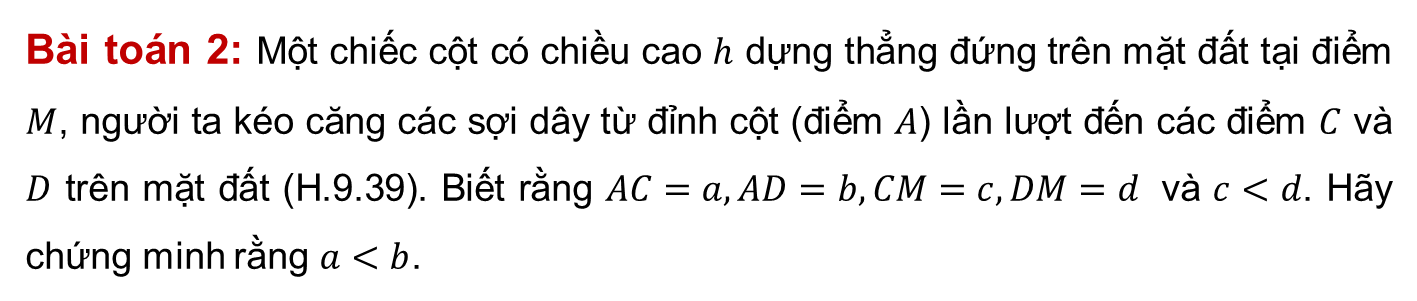 Bài toán 2: Một chiếc cột có chiều cao ℎ dựng thẳng đứng trên mặt đất tại điểm
𝑀, người ta kéo căng các sợi dây từ đỉnh cột (điểm 𝐴) lần lượt đến các điểm 𝐶 và
𝐷 trên mặt đất (H.9.39). Biết rằng 𝐴𝐶 = 𝑎, 𝐴𝐷 = 𝑏, 𝐶𝑀 = 𝑐, 𝐷𝑀 = 𝑑 và 𝑐 < 𝑑. Hãy
chứng minh rằng 𝑎 < 𝑏.